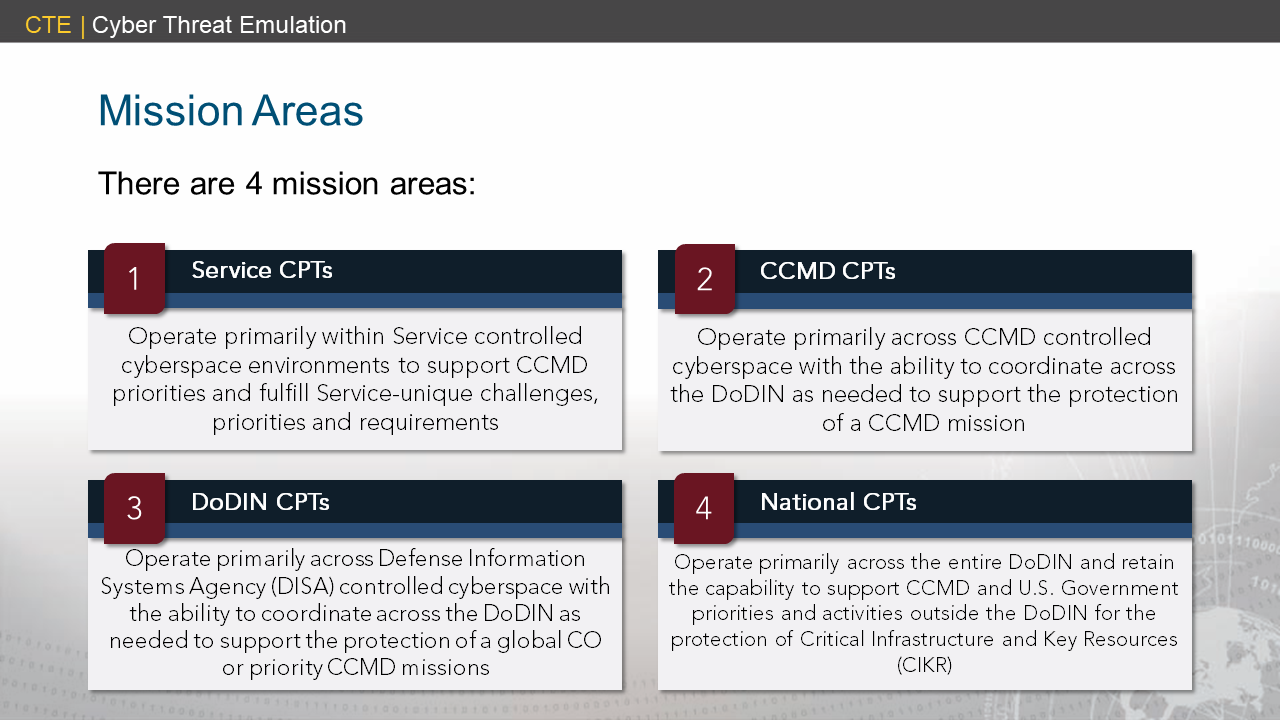 CTE | Cyber Threat Emulation
Mission Areas
There are 4 mission areas:
1
Service CPTs
Operate primarily within Service controlled
cyberspace environments to support CCMD
priorities and fulfill Service-unique challenges,
priorities and requirements
2
CCMD CPTs
Operate primarily across CCMD controlled
cyberspace with the ability to coordinate across
the DoDIN as needed to support the protection
of a CCMD mission
3
DoDIN CPTs
Operate primarily across Defense Information
Systems Agency (DISA) controlled cyberspace with
the ability to coordinate across the DoDIN as
needed to support the protection of a global CO
or priority CCMD missions
4
National CPTs
Operate primarily across the entire DoDIN and retain
the capability to support CCMD and U.S. Government
priorities and activities outside the DoDIN for the
protection of Critical Infrastructure and Key Resources
(CIKR)